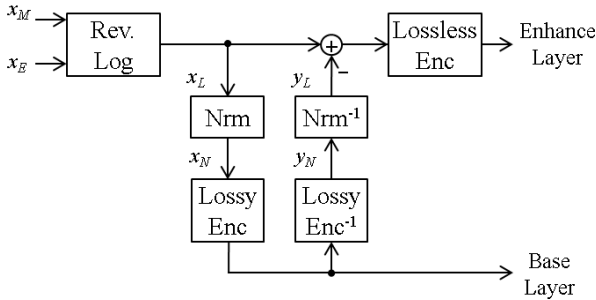 x_M
x_E
Rev.
Log
+
−
Lossless
Enc
Enhance
Layer
x_L
y_L
Nrm
Nrm⁻¹
x_N
y_N
Lossy
Enc
Lossy
Enc⁻¹
Base
Layer